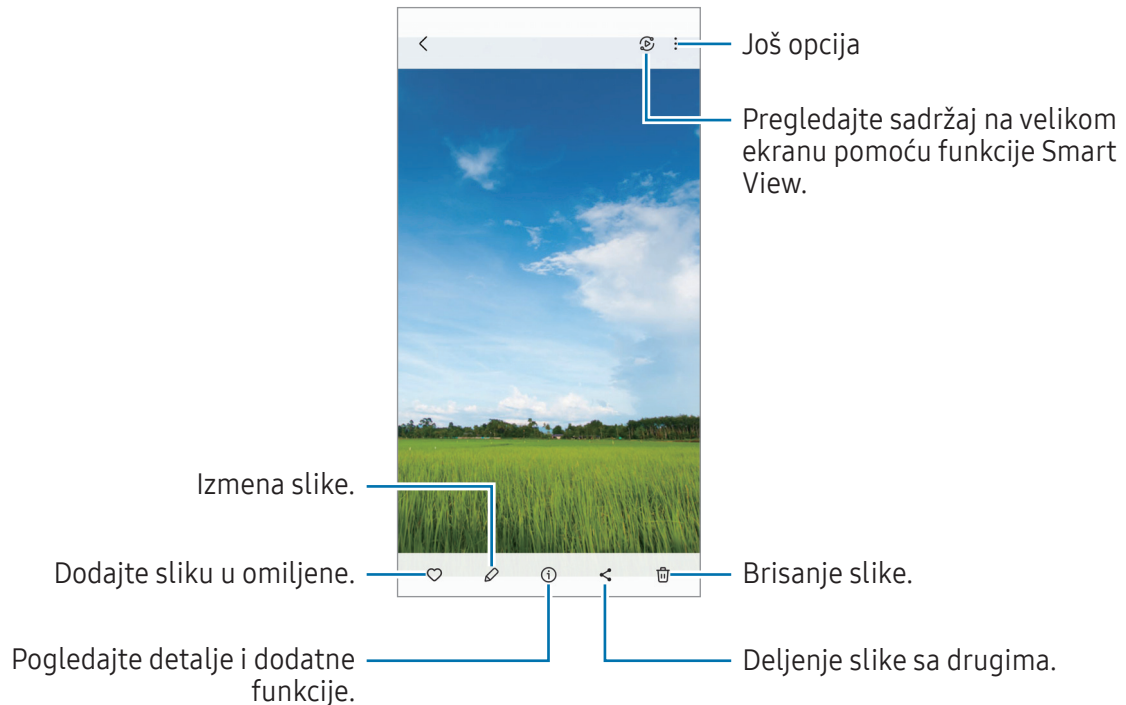 Još opcija
Pregledajte sadržaj na velikom
ekranu pomoću funkcije Smart
View.
Izmena slike.
Dodajte sliku u omiljene.
Brisanje slike.
Pogledajte detalje i dodatne
funkcije.
Deljenje slike sa drugima.